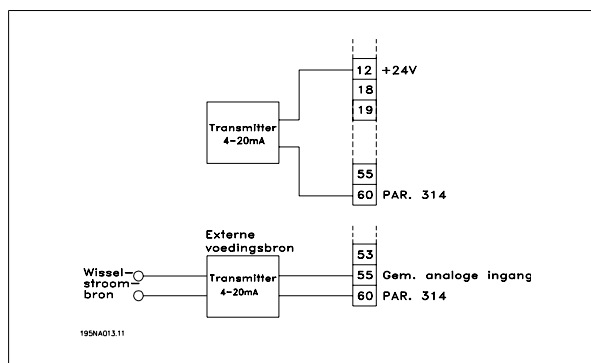 12 +24V
18
19
Transmitter
4-20mA
55
60 PAR. 314
Externe
voedingsbron
53
Wissel-
stroom-
bron
Transmitter
4-20mA
55 Gem. analoge ingang
60 PAR. 314
195NA013.11